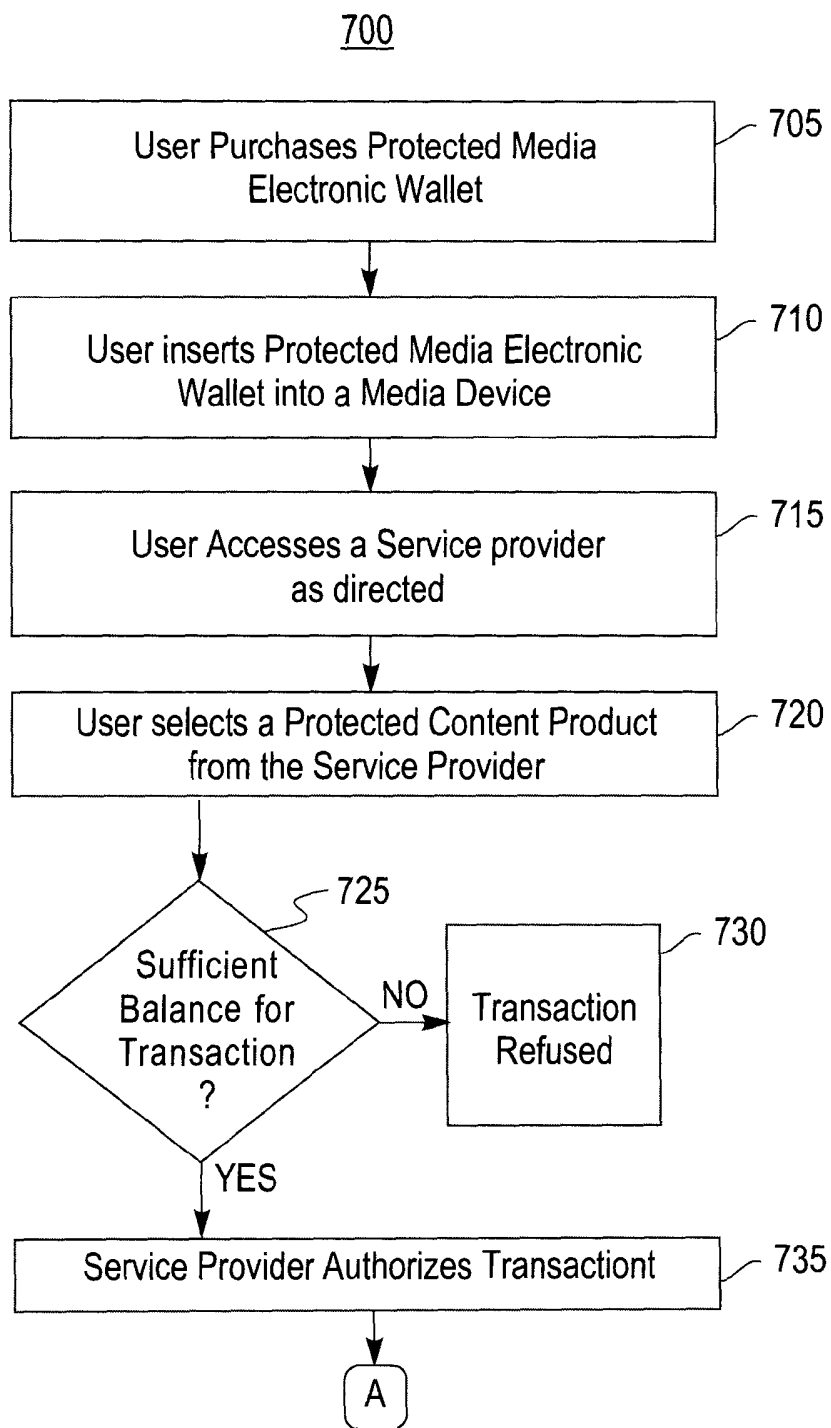 700
705
User Purchases Protected Media
Electronic Wallet
710
User inserts Protected Media Electronic
Wallet into a Media Device
715
User Accesses a Service provider
as directed
720
User selects a Protected Content Product
from the Service Provider
725
Sufficient
Balance for
Transaction
?
NO
730
Transaction
Refused
YES
Service Provider Authorizes Transactiont
735
A